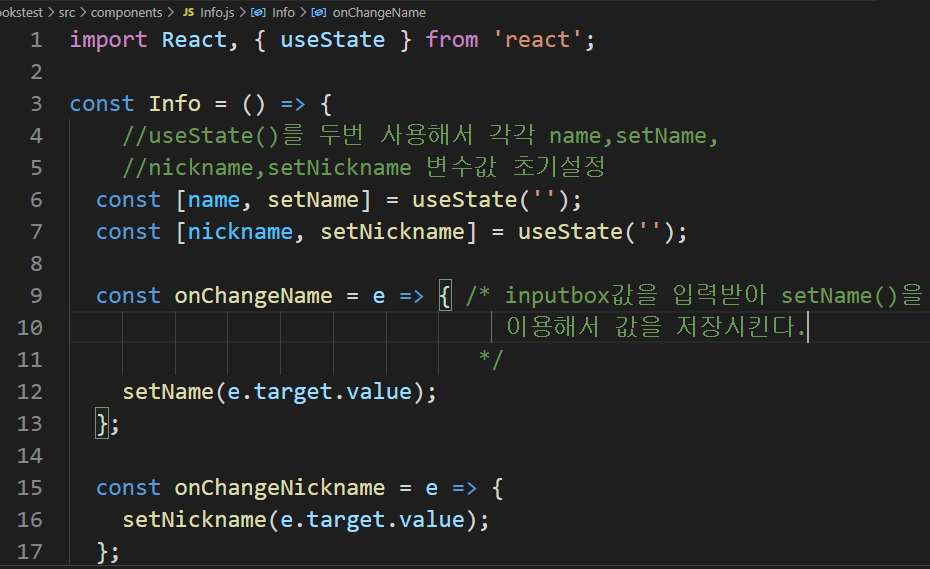 ookstest > src > components > JS Info.js > Info > onChangeName
1 import React, { useState } from 'react';
2
3 const Info = () => {
4 //useState()를 두번 사용해서 각각 name,setName,
5 //nickname,setNickname 변수값 초기설정
6 const [name, setName] = useState('');
7 const [nickname, setNickname] = useState('');
8
9 const onChangeName = e => { /* inputbox값을 입력받아 setName()을
10 이용해서 값을 저장시킨다.
11 */
12 setName(e.target.value);
13 };
14
15 const onChangeNickname = e => {
16 setNickname(e.target.value);
17 };